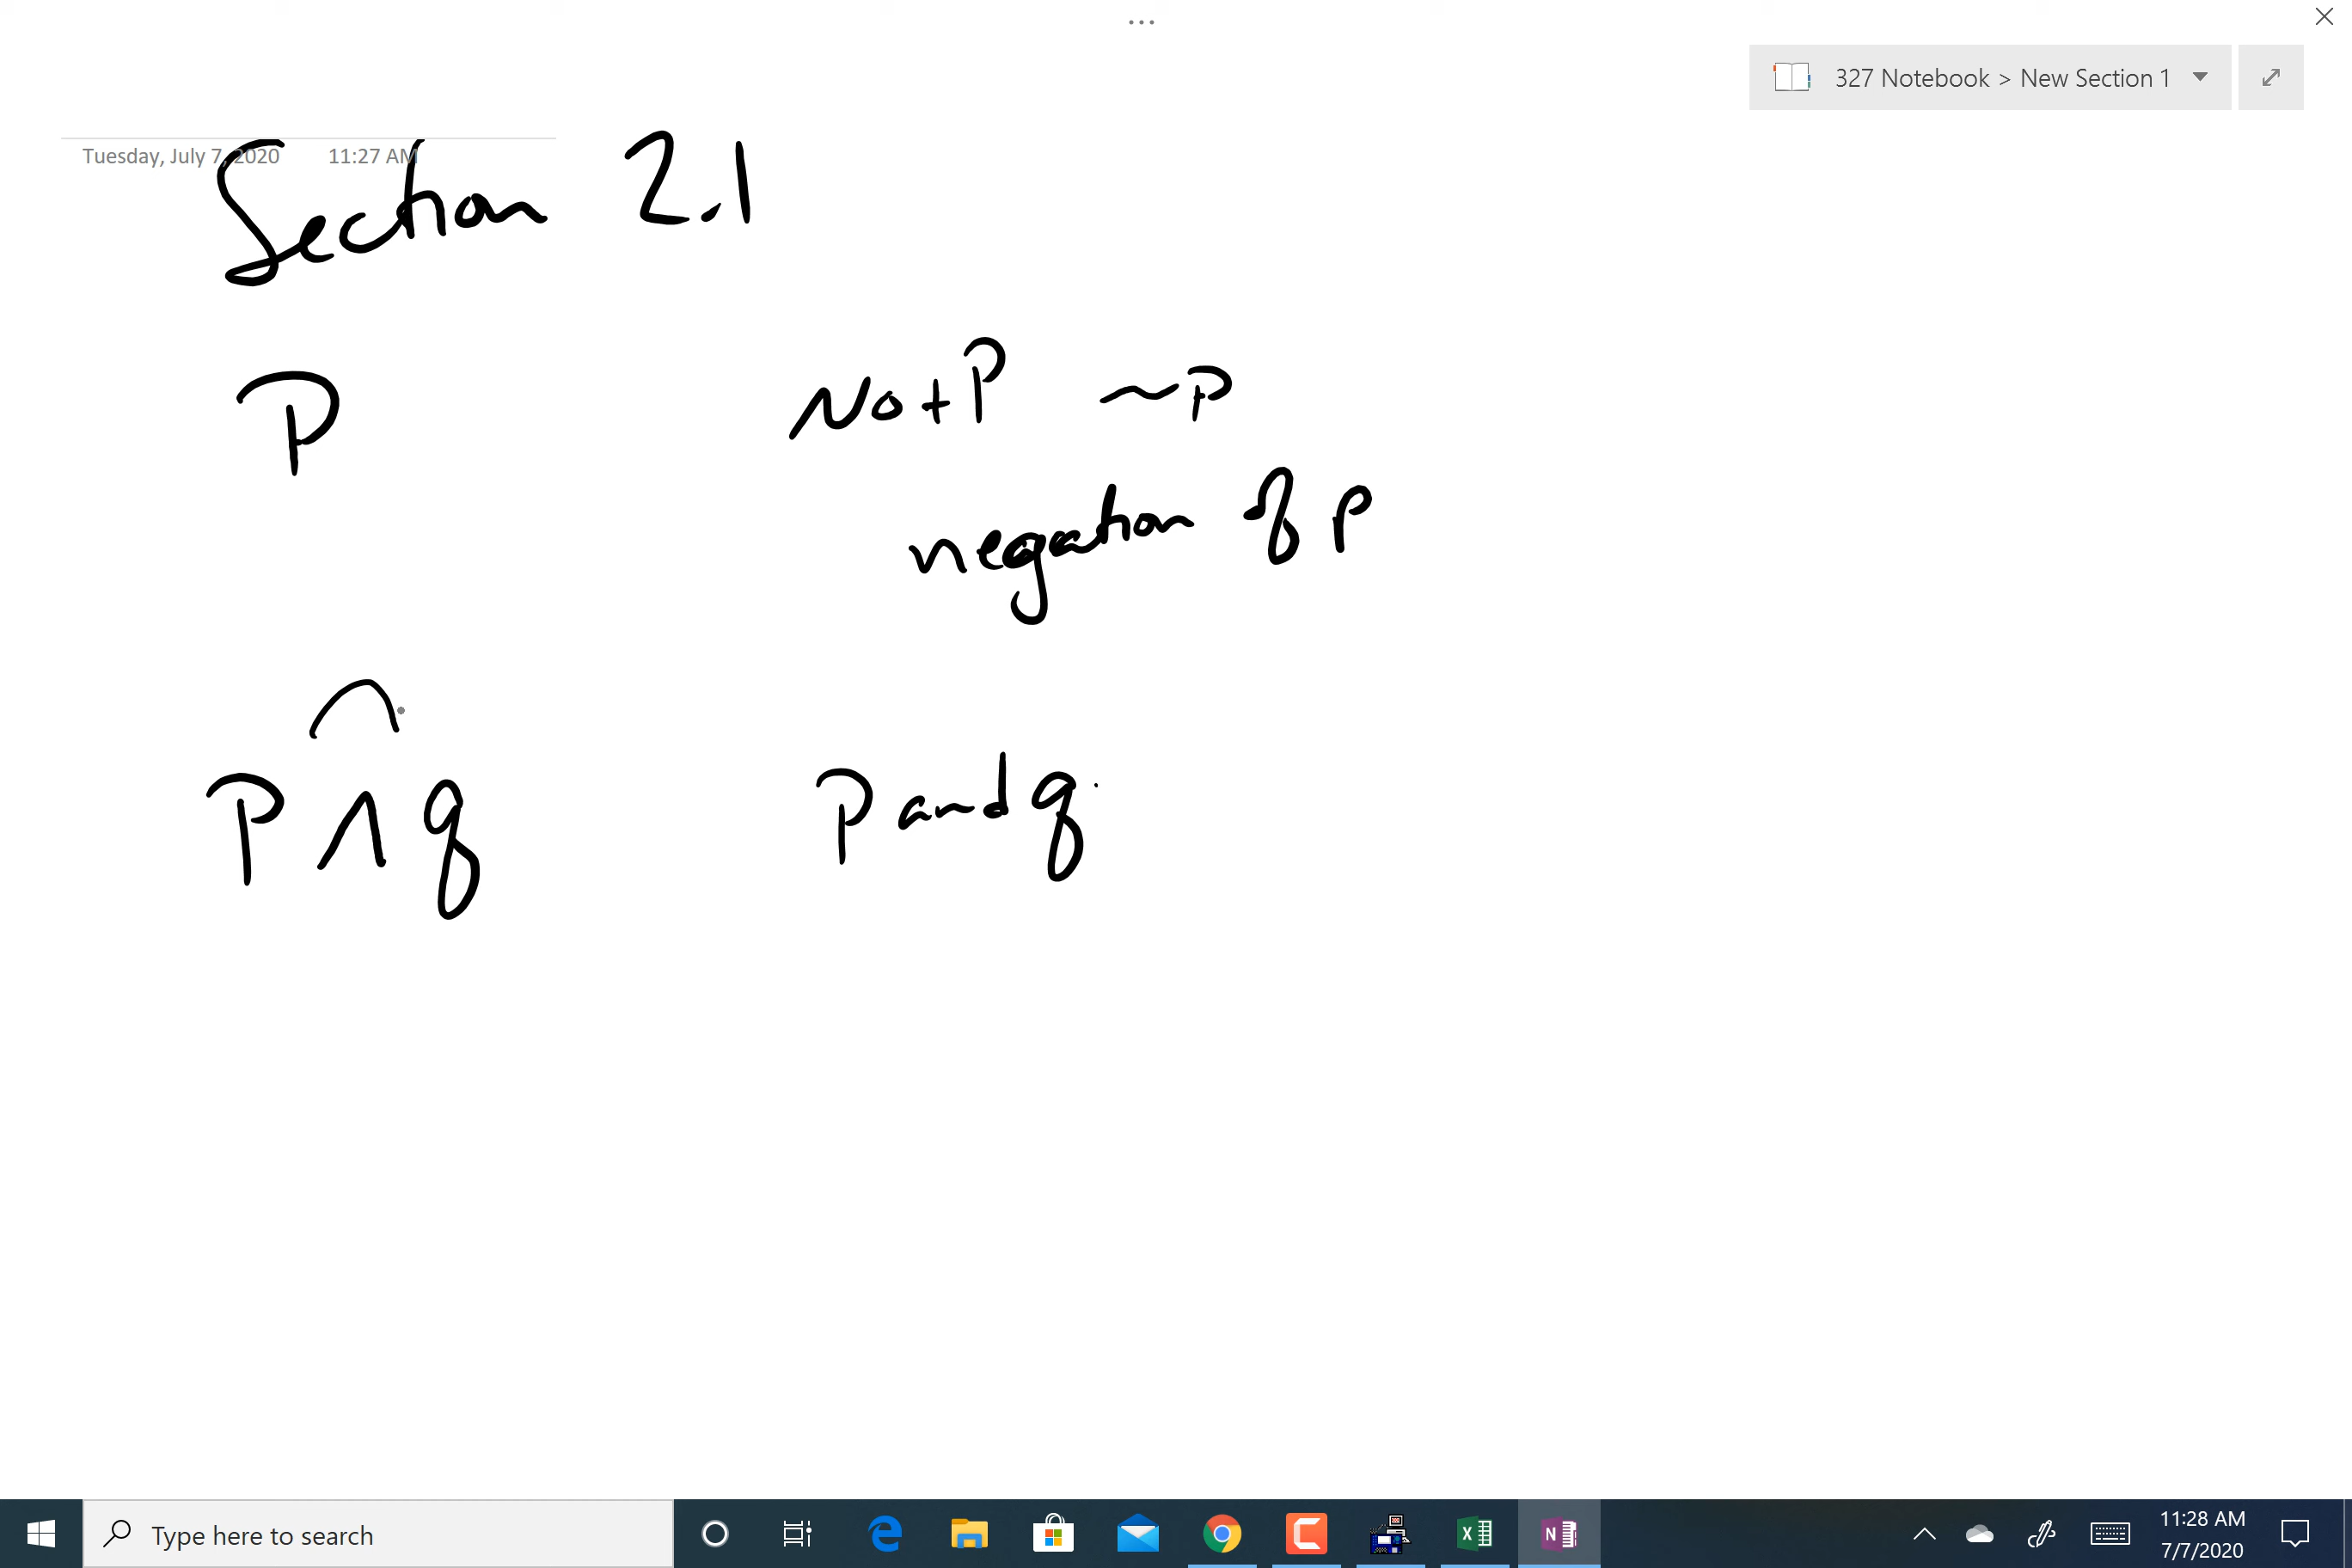 327 Notebook > New Section 1
Tuesday, July 7, 2020 11:27 AM
Section 2.1
P Not P ~P
negation of p
∧
P ∧ q P and q
Type here to search
11:28 AM
7/7/2020